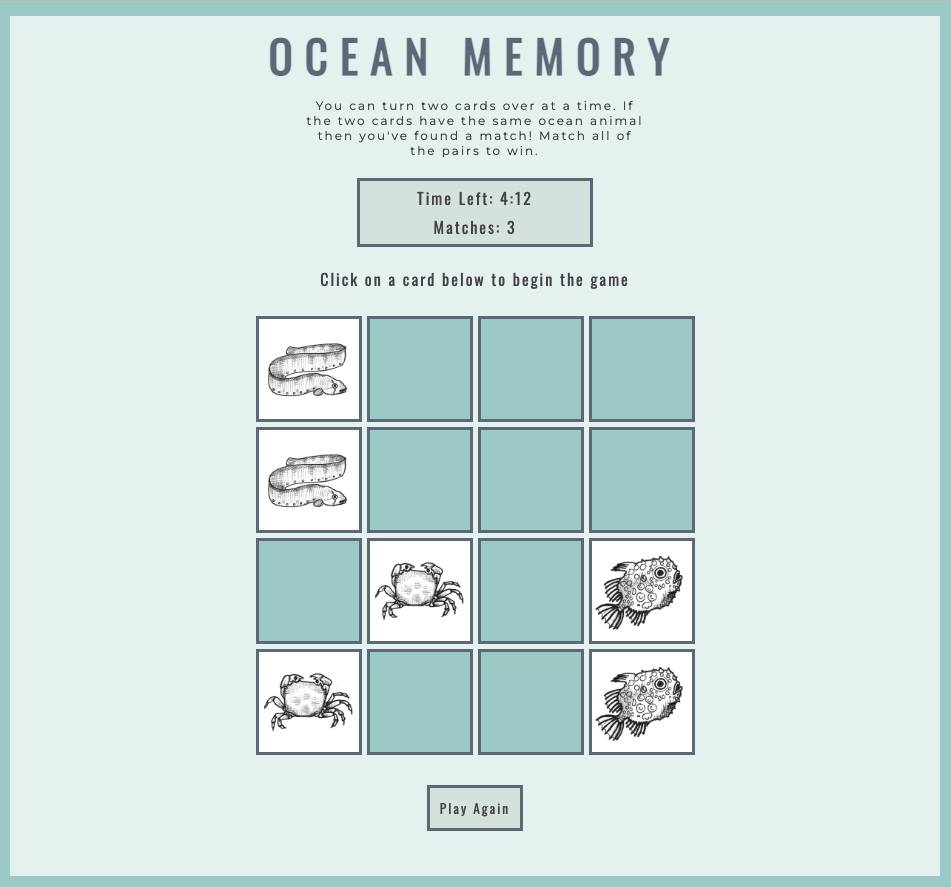 OCEAN MEMORY
You can turn two cards over at a time. If
the two cards have the same ocean animal
then you've found a match! Match all of
the pairs to win.
Time Left: 4:12
Matches: 3
Click on a card below to begin the game
Play Again